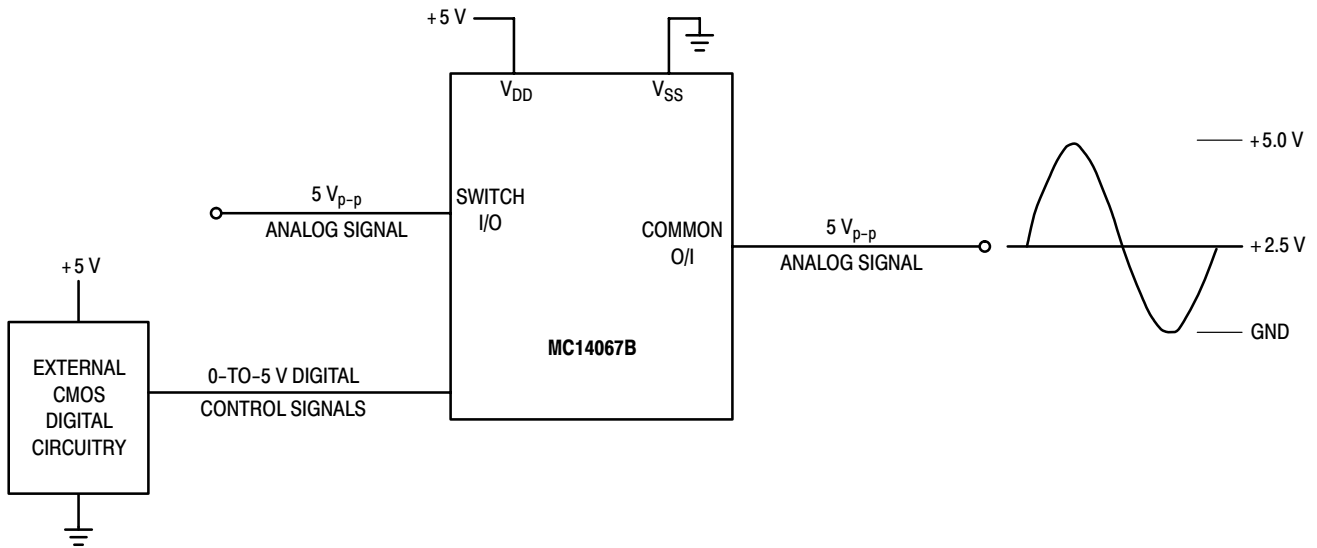 +5 V
V_DD
V_SS
+5.0 V
5 V_p-p
SWITCH
I/O
ANALOG SIGNAL
COMMON
O/I
5 V_p-p
ANALOG SIGNAL
+2.5 V
+5 V
GND
MC14067B
EXTERNAL
CMOS
DIGITAL
CIRCUITRY
0-TO-5 V DIGITAL
CONTROL SIGNALS